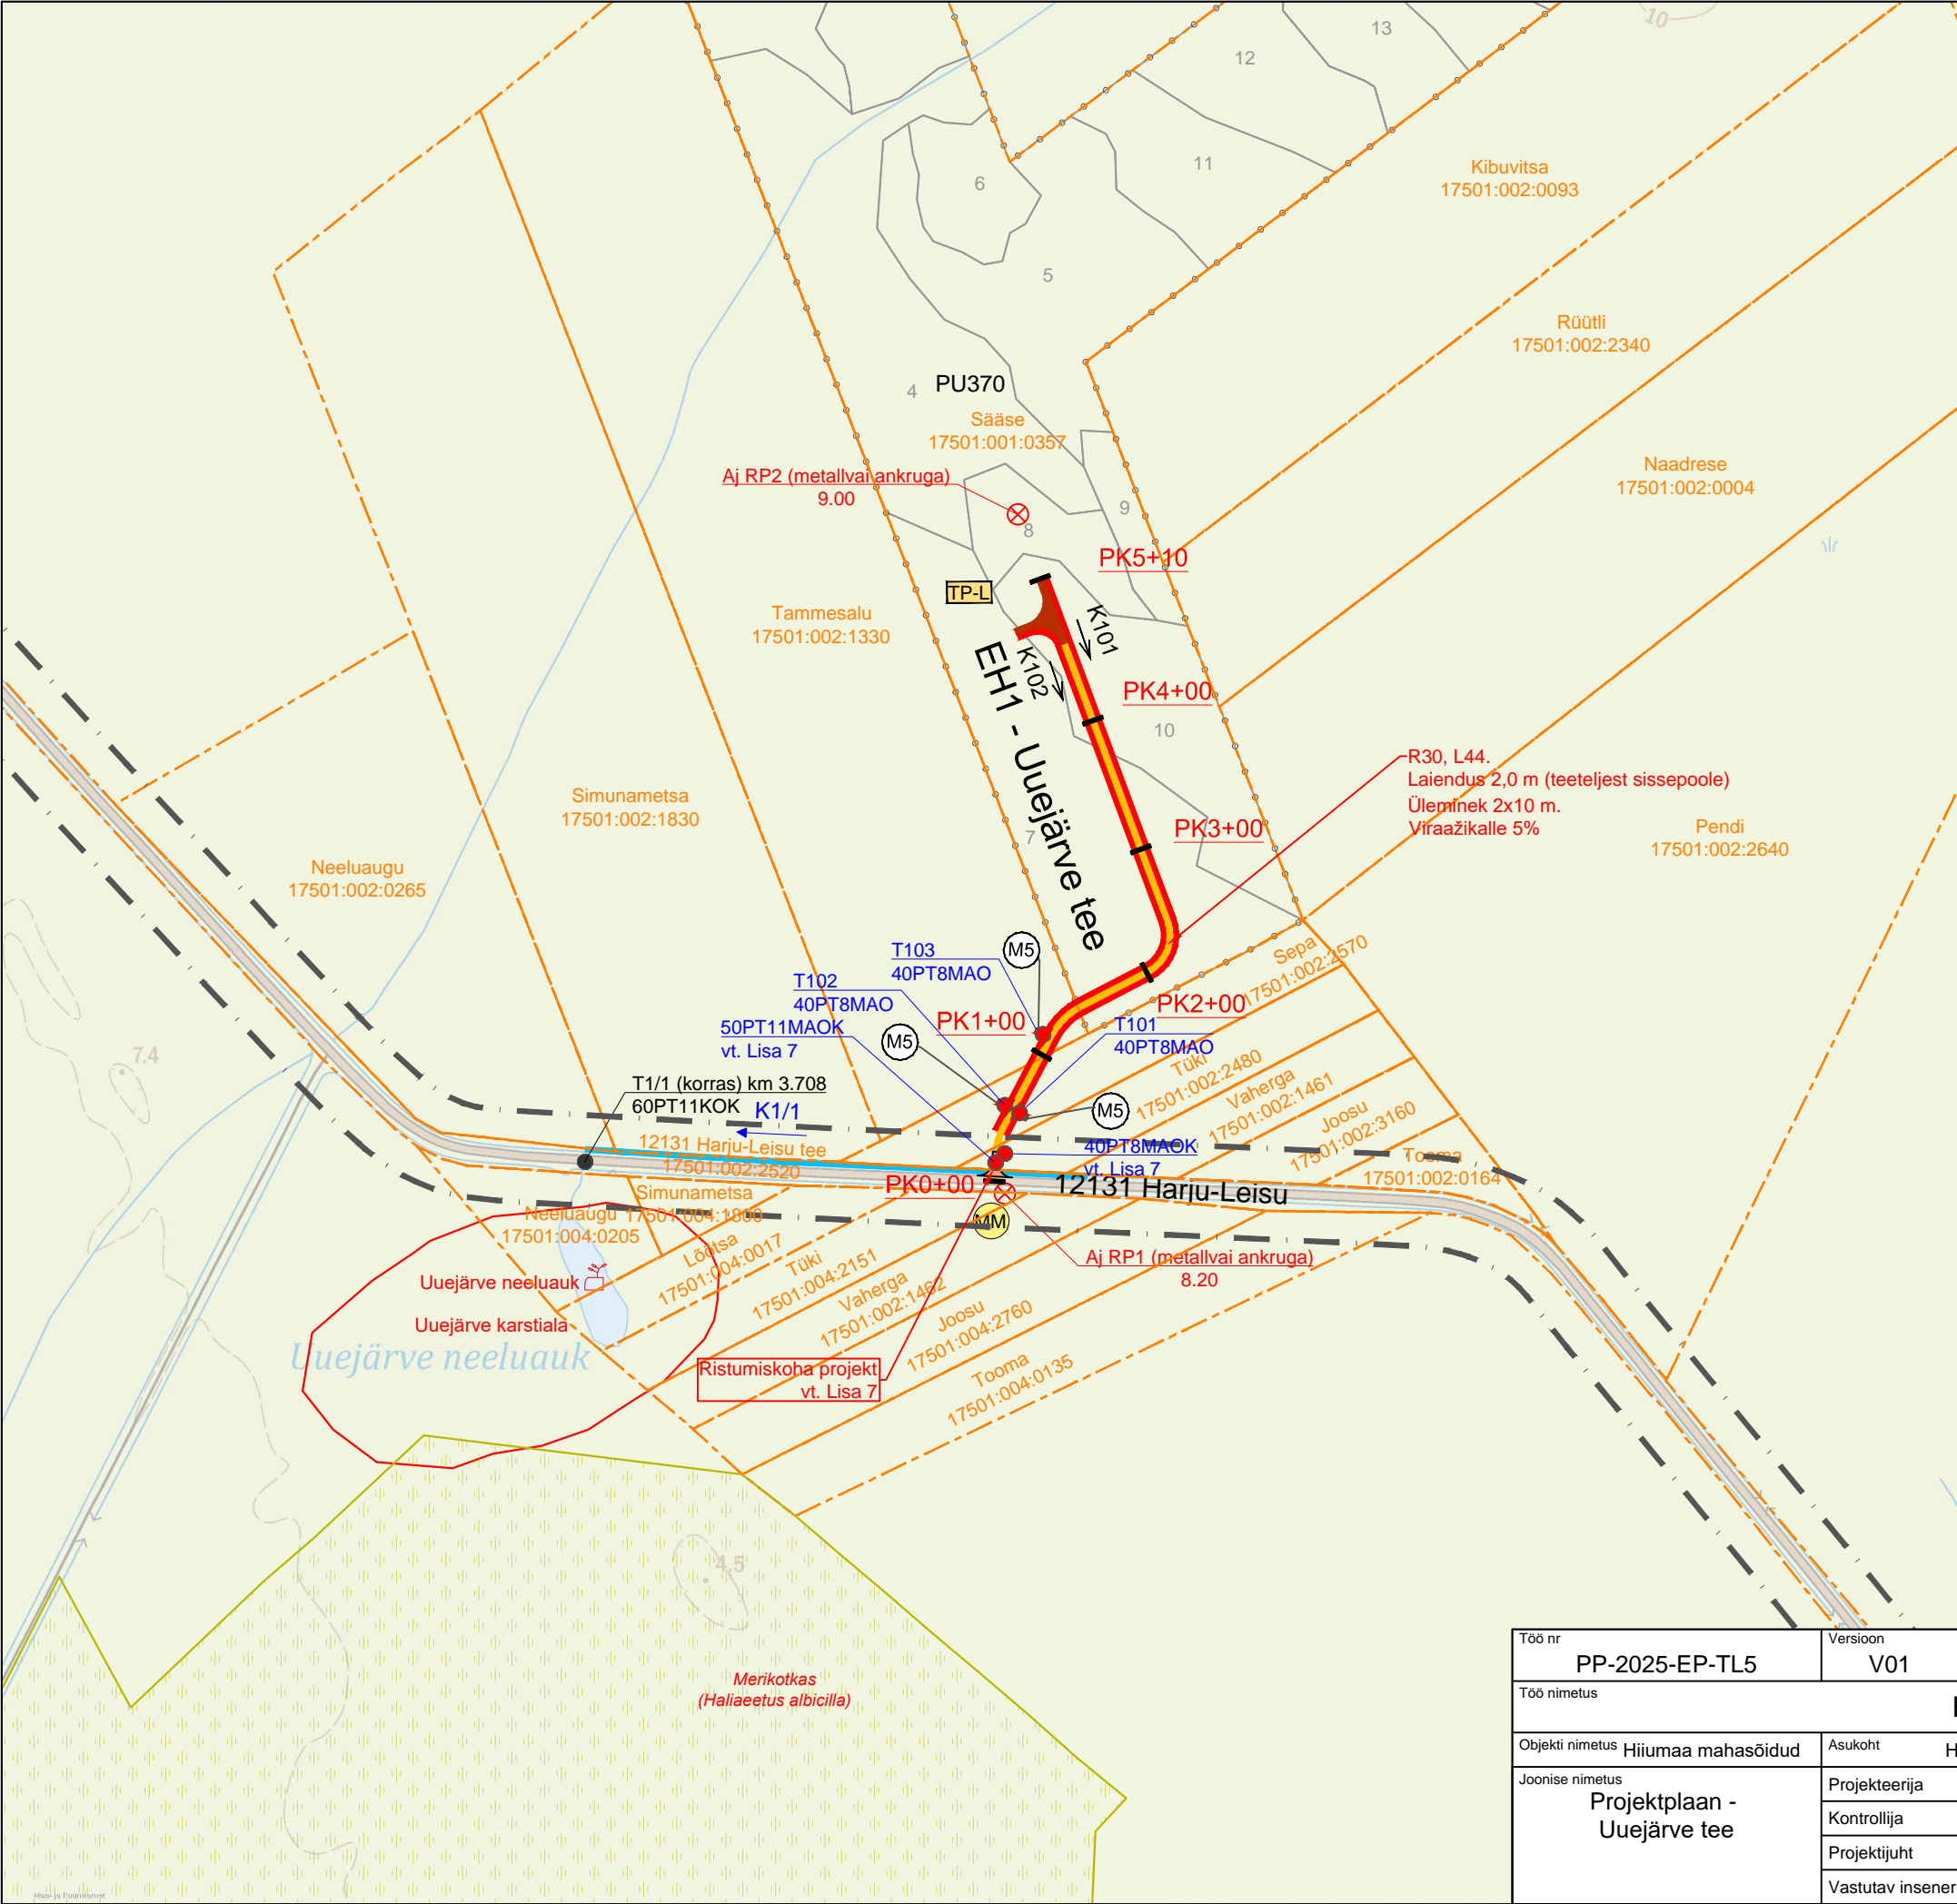 10
13
12
11
6
5
Kibuvitsa
17501:002:0093
Rüütli
17501:002:2340
4
PU370
Sääse
17501:001:0357
Naadrese
17501:002:0004
Aj RP2 (metallvai ankruga)
9.00
9
8
PK5+10
TP-L
Tammesalu
17501:002:1330
K101
K102
PK4+00
10
EH1 - Uuejärve tee
R30, L44.
Laiendus 2,0 m (teeteljest sissepoole)
Üleminek 2x10 m.
Viraažikalle 5%
Simunametsa
17501:002:1830
7
PK3+00
Pendi
17501:002:2640
Neeluaugu
17501:002:0265
T103
40PT8MAO
M5
Sepa
17501:002:2570
T102
40PT8MAO
PK2+00
PK1+00
50PT11MAOK
vt. Lisa 7
M5
T101
40PT8MAO
7.4
Tüki
17501:002:2480
Vaherga
17501:002:1461
T1/1 (korras) km 3.708
60PT11KOK
K1/1
M5
Joosu
17501:002:3160
12131 Harju-Leisu tee
17501:002:2520
40PT8MAOK
vt. Lisa 7
Tooma
17501:002:0164
PK0+00
12131 Harju-Leisu
Simunametsa
Neeluaugu
17501:004:0205
MM
Lõotsa
17501:004:0017
Tüki
17501:004:2151
Aj RP1 (metallvai ankruga)
8.20
Uuejärve neeluauk
Vaherga
17501:002:1462
Uuejärve karstiala
Joosu
17501:004:2760
Uuejärve neeluauk
Tooma
17501:004:0135
Ristumiskoha projekt
vt. Lisa 7
4.5
Merikotkas
(Haliaeetus albicilla)
Töö nr
PP-2025-EP-TL5
Versioon
V01
Töö nimetus
Objekti nimetus Hiiumaa mahasõidud
Asukoht
Joonise nimetus
Projektplaan -
Uuejärve tee
Projekteerija
Kontrollija
Projektijuht
Vastutav insener
Maa- ja Ruumiamet